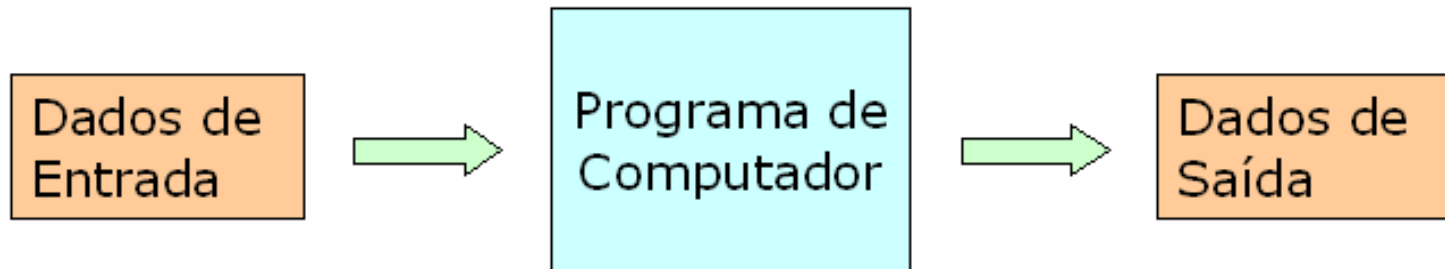 Dados de
Entrada
Programa de
Computador
Dados de
Saída